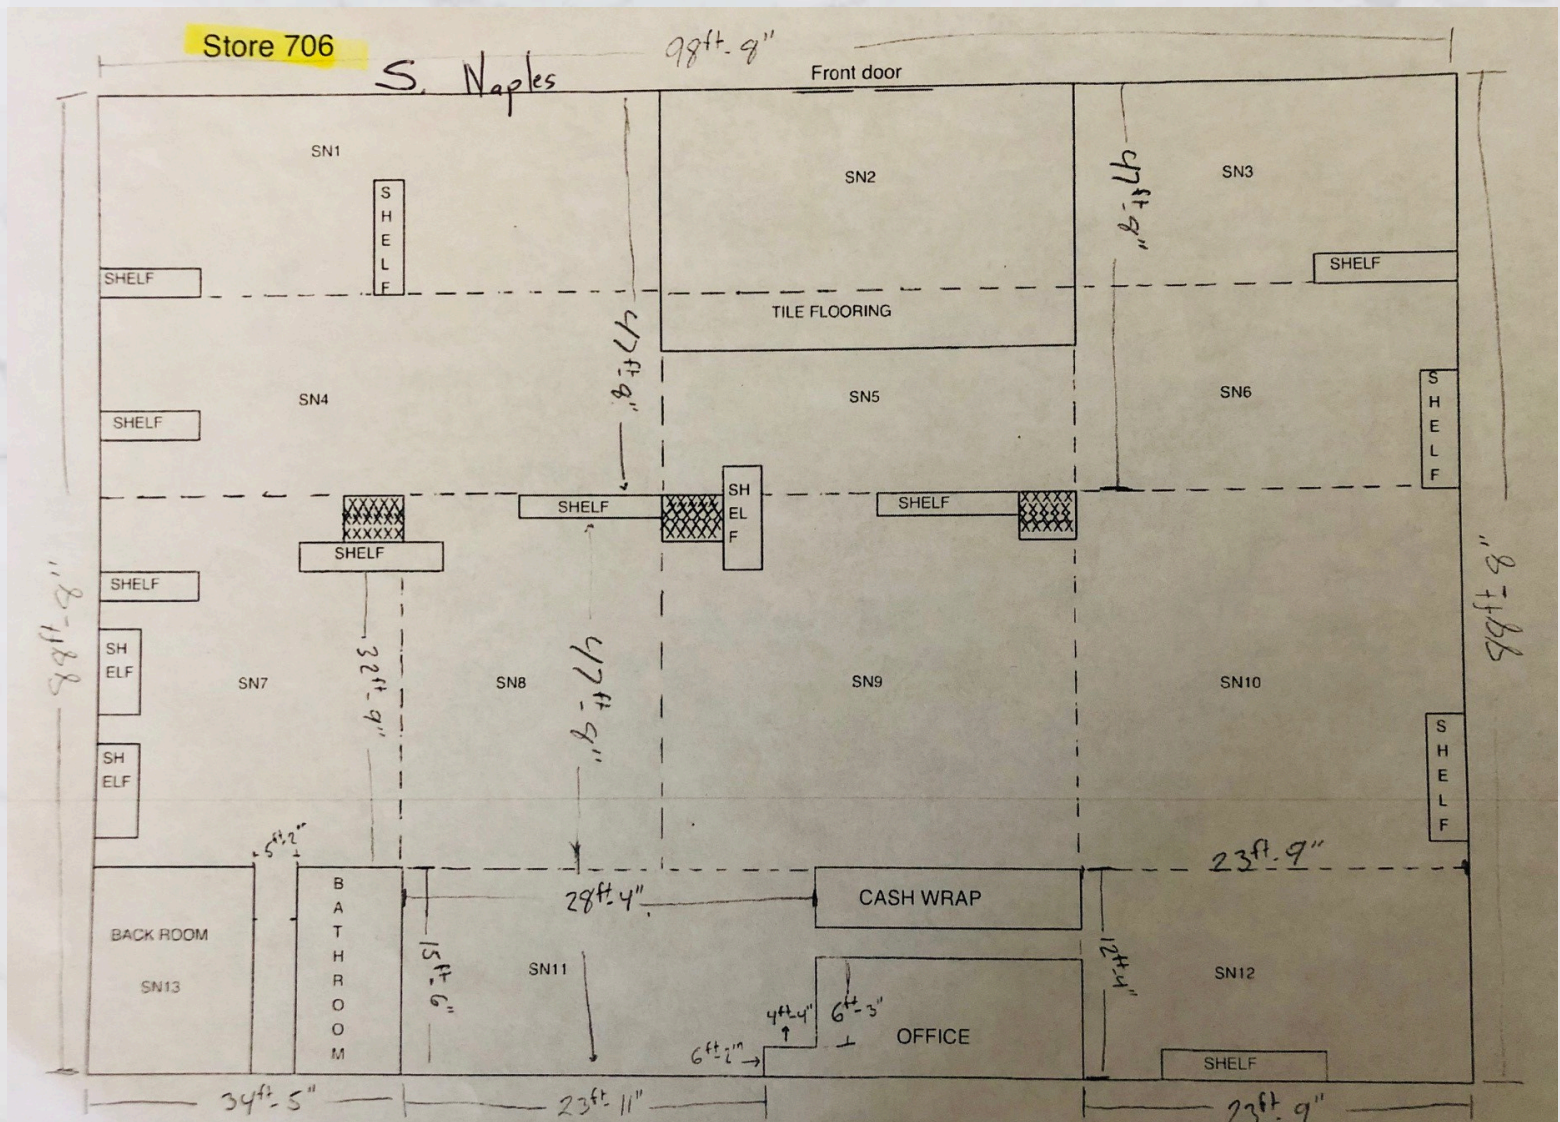 Store 706
98ft-8"
S. Naples
Front door
SN1
SN2
SN3
47ft-8"
SHELF
SHELF
SHELF
TILE FLOORING
47ft-8"
SN4
SN5
SN6
SHELF
SHELF
SHELF
SHELF
SHELF
SHELF
SHELF
88ft-8"
99ft-8"
SHELF
SHELF
SHELF
32ft-9"
47ft-8"
SN7
SN8
SN9
SN10
SHELF
5ft-2"
23ft-9"
28ft-4"
CASH WRAP
BATHROOM
BACK ROOM
SN13
15ft-6"
SN11
12ft-4"
SN12
4ft-4"
6ft-3"
6ft-2"
OFFICE
SHELF
34ft-5"
23ft-11"
23ft-9"